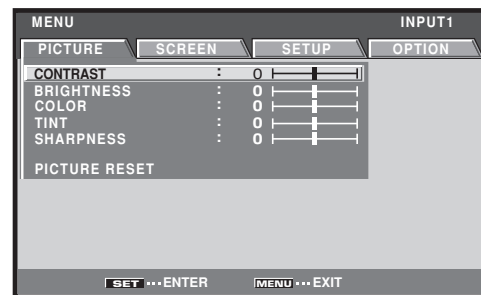 MENU INPUT1
PICTURE SCREEN SETUP OPTION
CONTRAST : 0
BRIGHTNESS : 0
COLOR : 0
TINT : 0
SHARPNESS : 0
PICTURE RESET
SET ··· ENTER MENU ··· EXIT